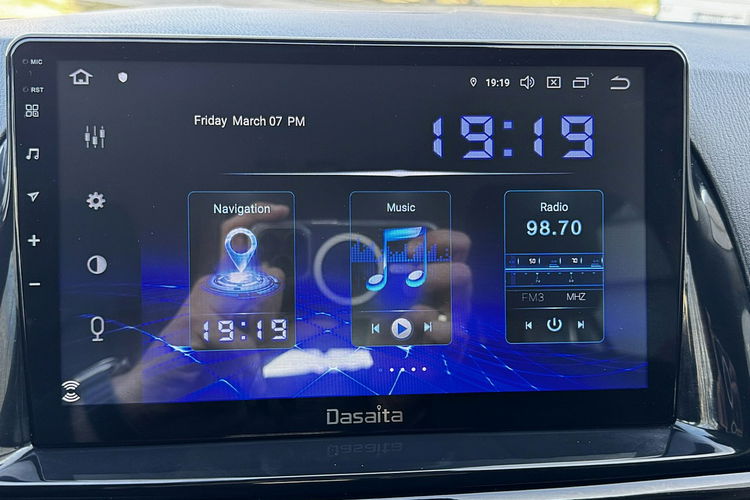 MIC
RST
19:19
Friday March 07 PM
19:19
Navigation
19:19
Music
Radio
98.70
FM3 MHZ
Dasaita